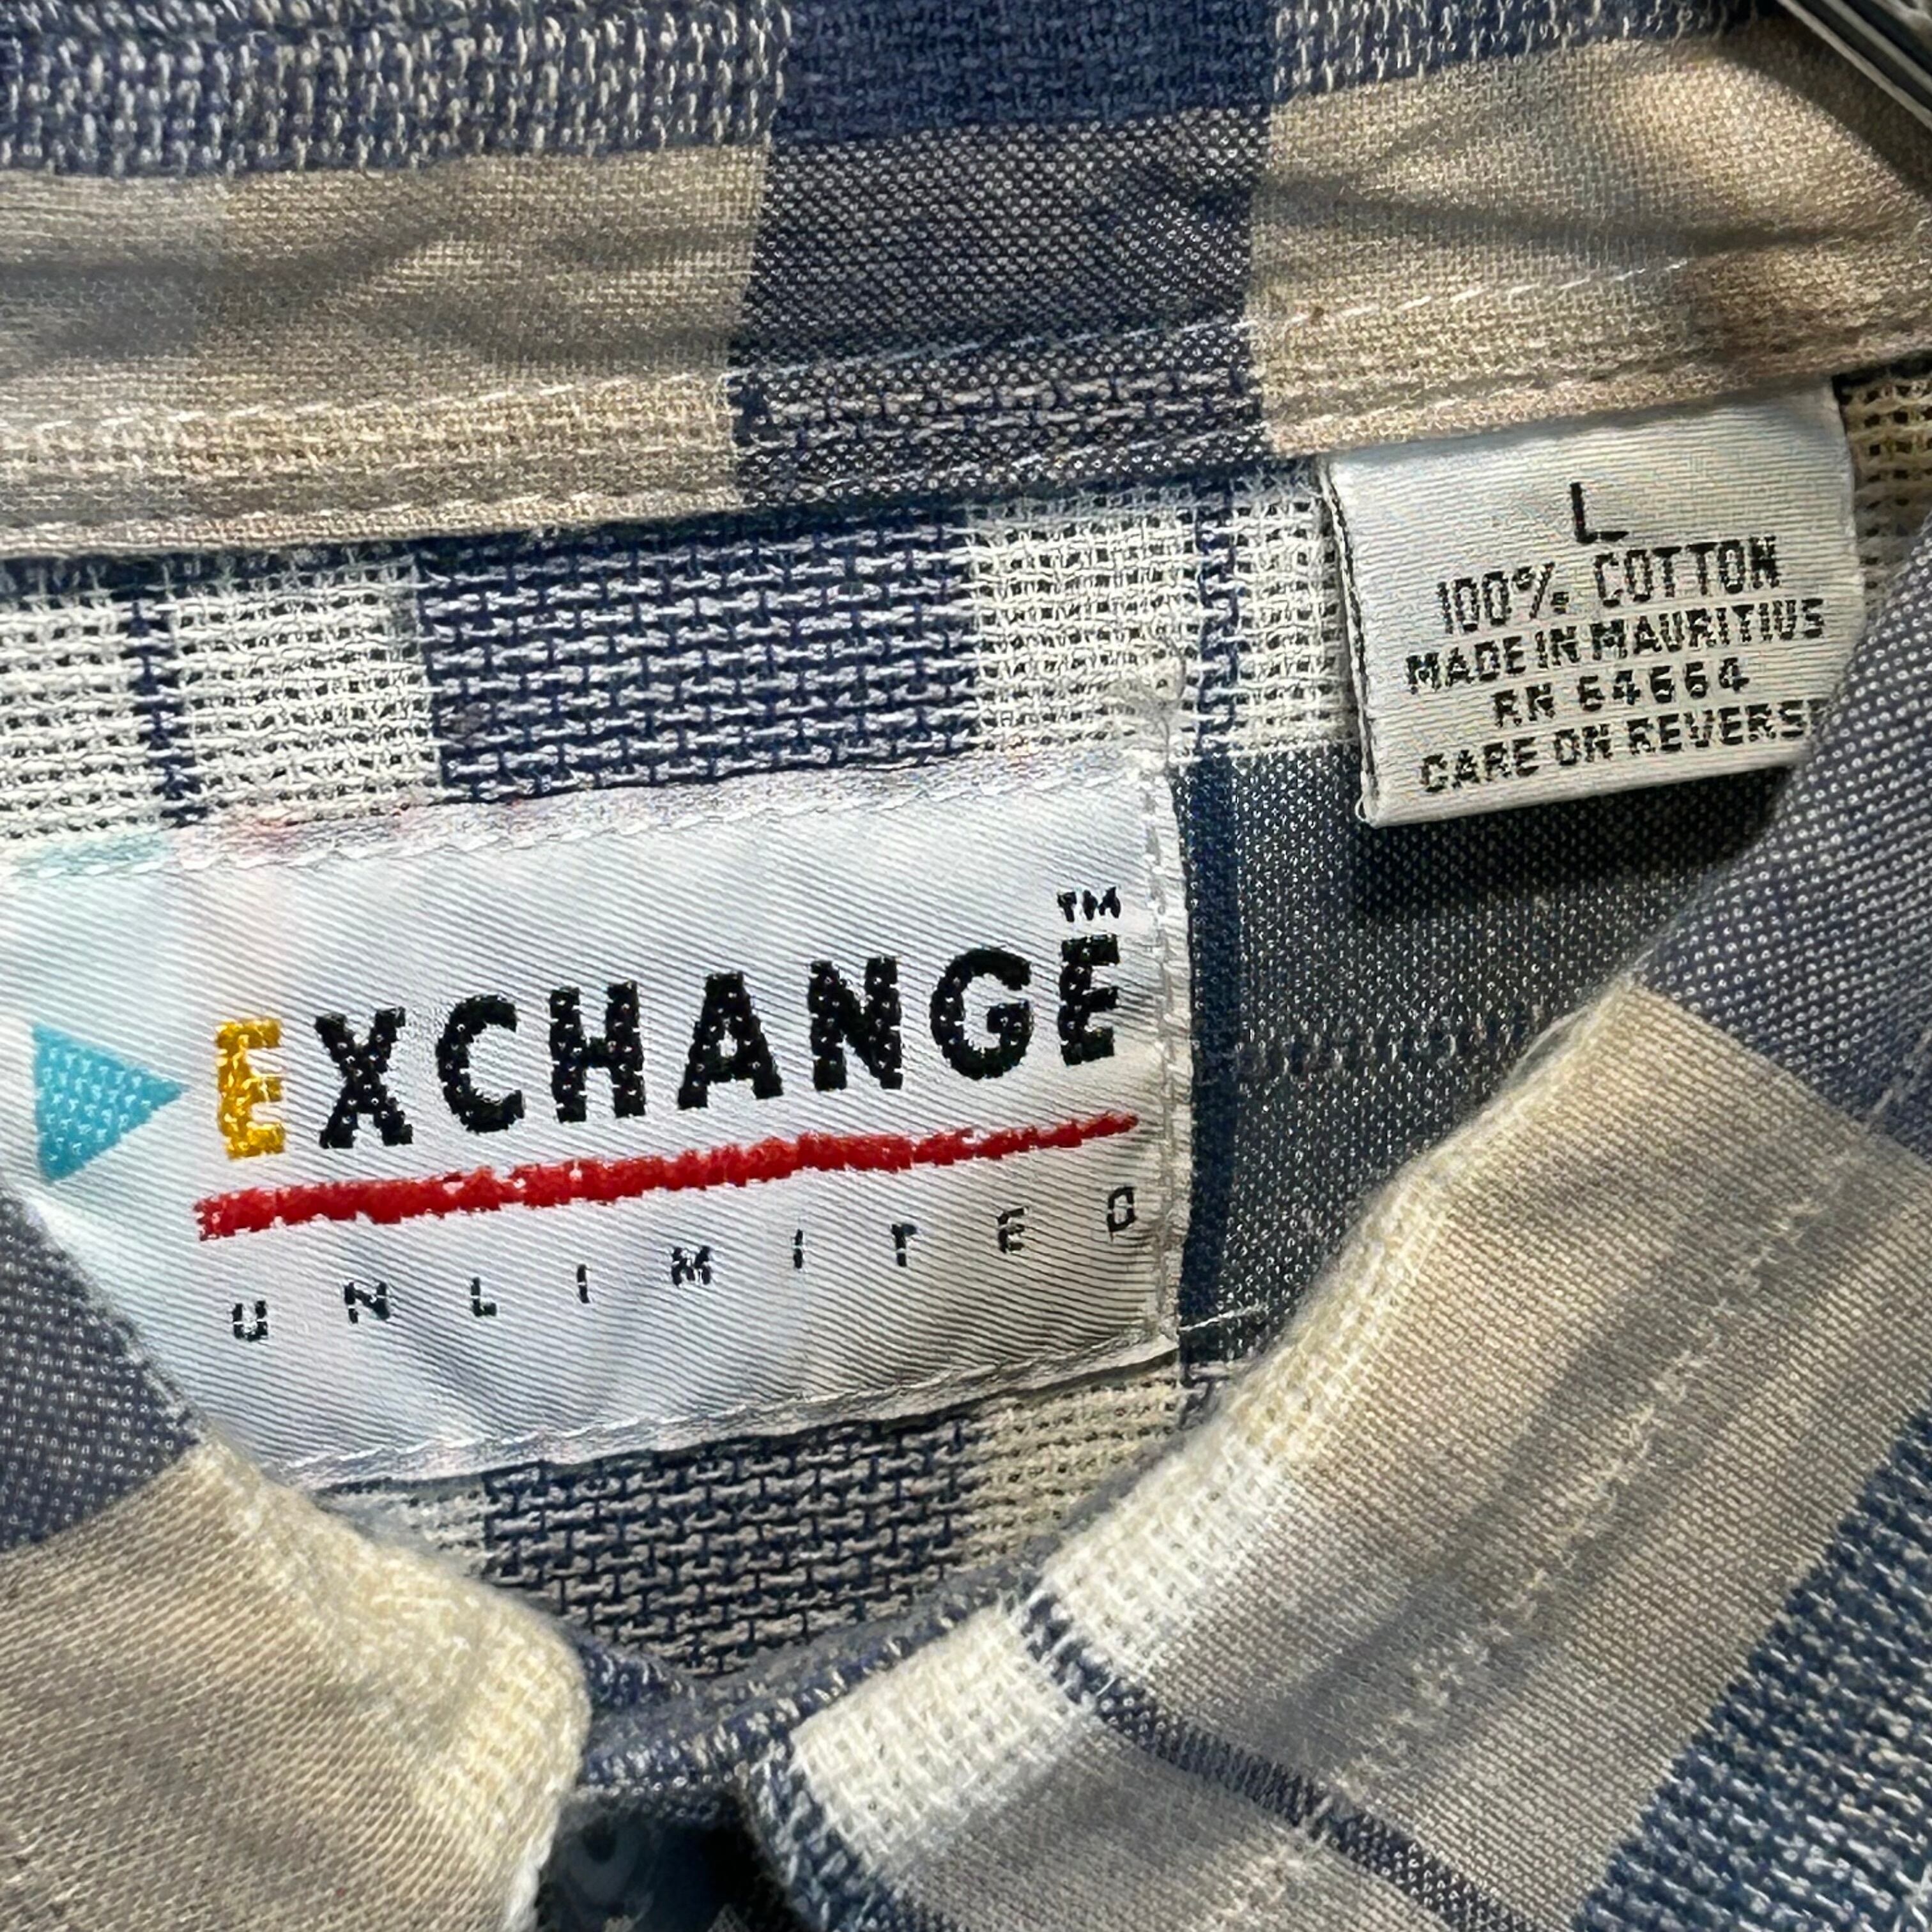 L
100% COTTON
MADE IN MAURITIUS
RN 64664
CARE ON REVERSE
EXCHANGE™
UNLIMITED